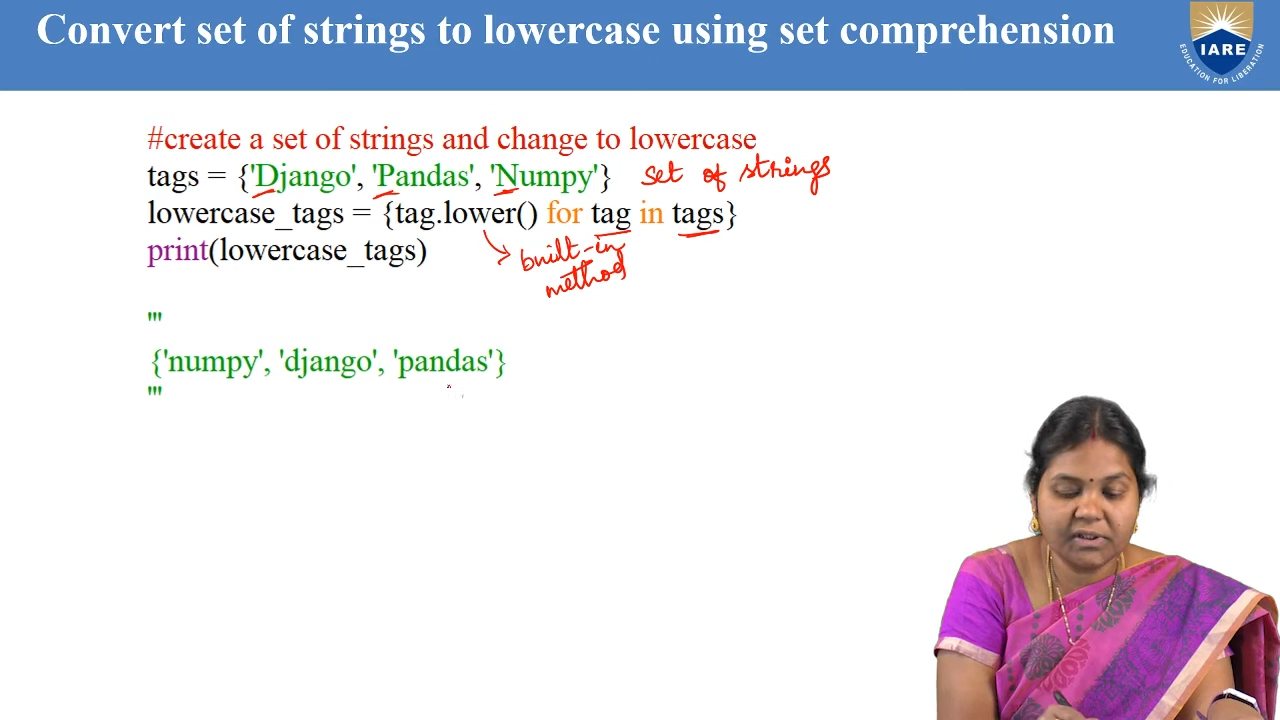 Convert set of strings to lowercase using set comprehension
IARE
EDUCATION FOR LIBERATION
#create a set of strings and change to lowercase
tags = {'Django', 'Pandas', 'Numpy'} set of strings
lowercase_tags = {tag.lower() for tag in tags}
print(lowercase_tags)
built-in
method
'''
{'numpy', 'django', 'pandas'}
'''